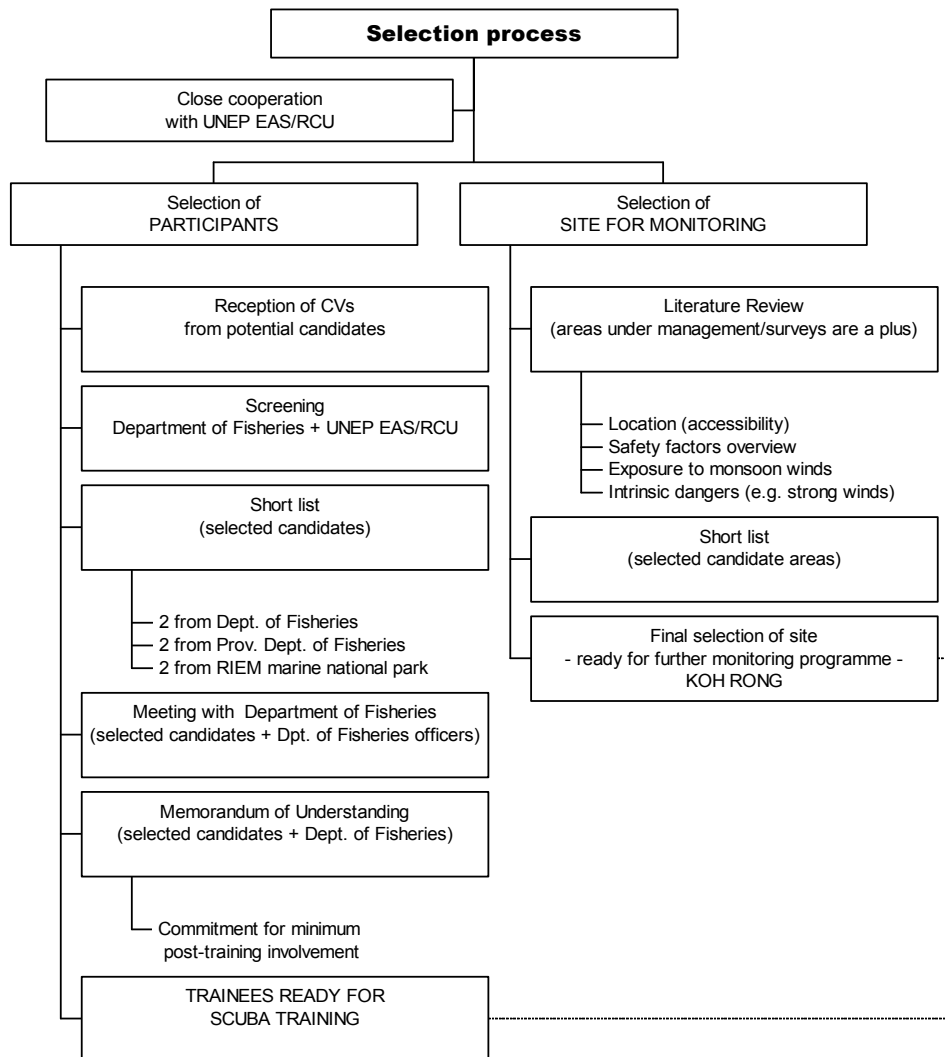 Selection process
Close cooperation
with UNEP EAS/RCU
Selection of
PARTICIPANTS
Reception of CVs
from potential candidates
Screening
Department of Fisheries + UNEP EAS/RCU
Short list
(selected candidates)
2 from Dept. of Fisheries
2 from Prov. Dept. of Fisheries
2 from RIEM marine national park
Meeting with Department of Fisheries
(selected candidates + Dpt. of Fisheries officers)
Memorandum of Understanding
(selected candidates + Dept. of Fisheries)
Commitment for minimum
post-training involvement
TRAINEES READY FOR
SCUBA TRAINING
Selection of
SITE FOR MONITORING
Literature Review
(areas under management/surveys are a plus)
Location (accessibility)
Safety factors overview
Exposure to monsoon winds
Intrinsic dangers (e.g. strong winds)
Short list
(selected candidate areas)
Final selection of site
- ready for further monitoring programme -
KOH RONG